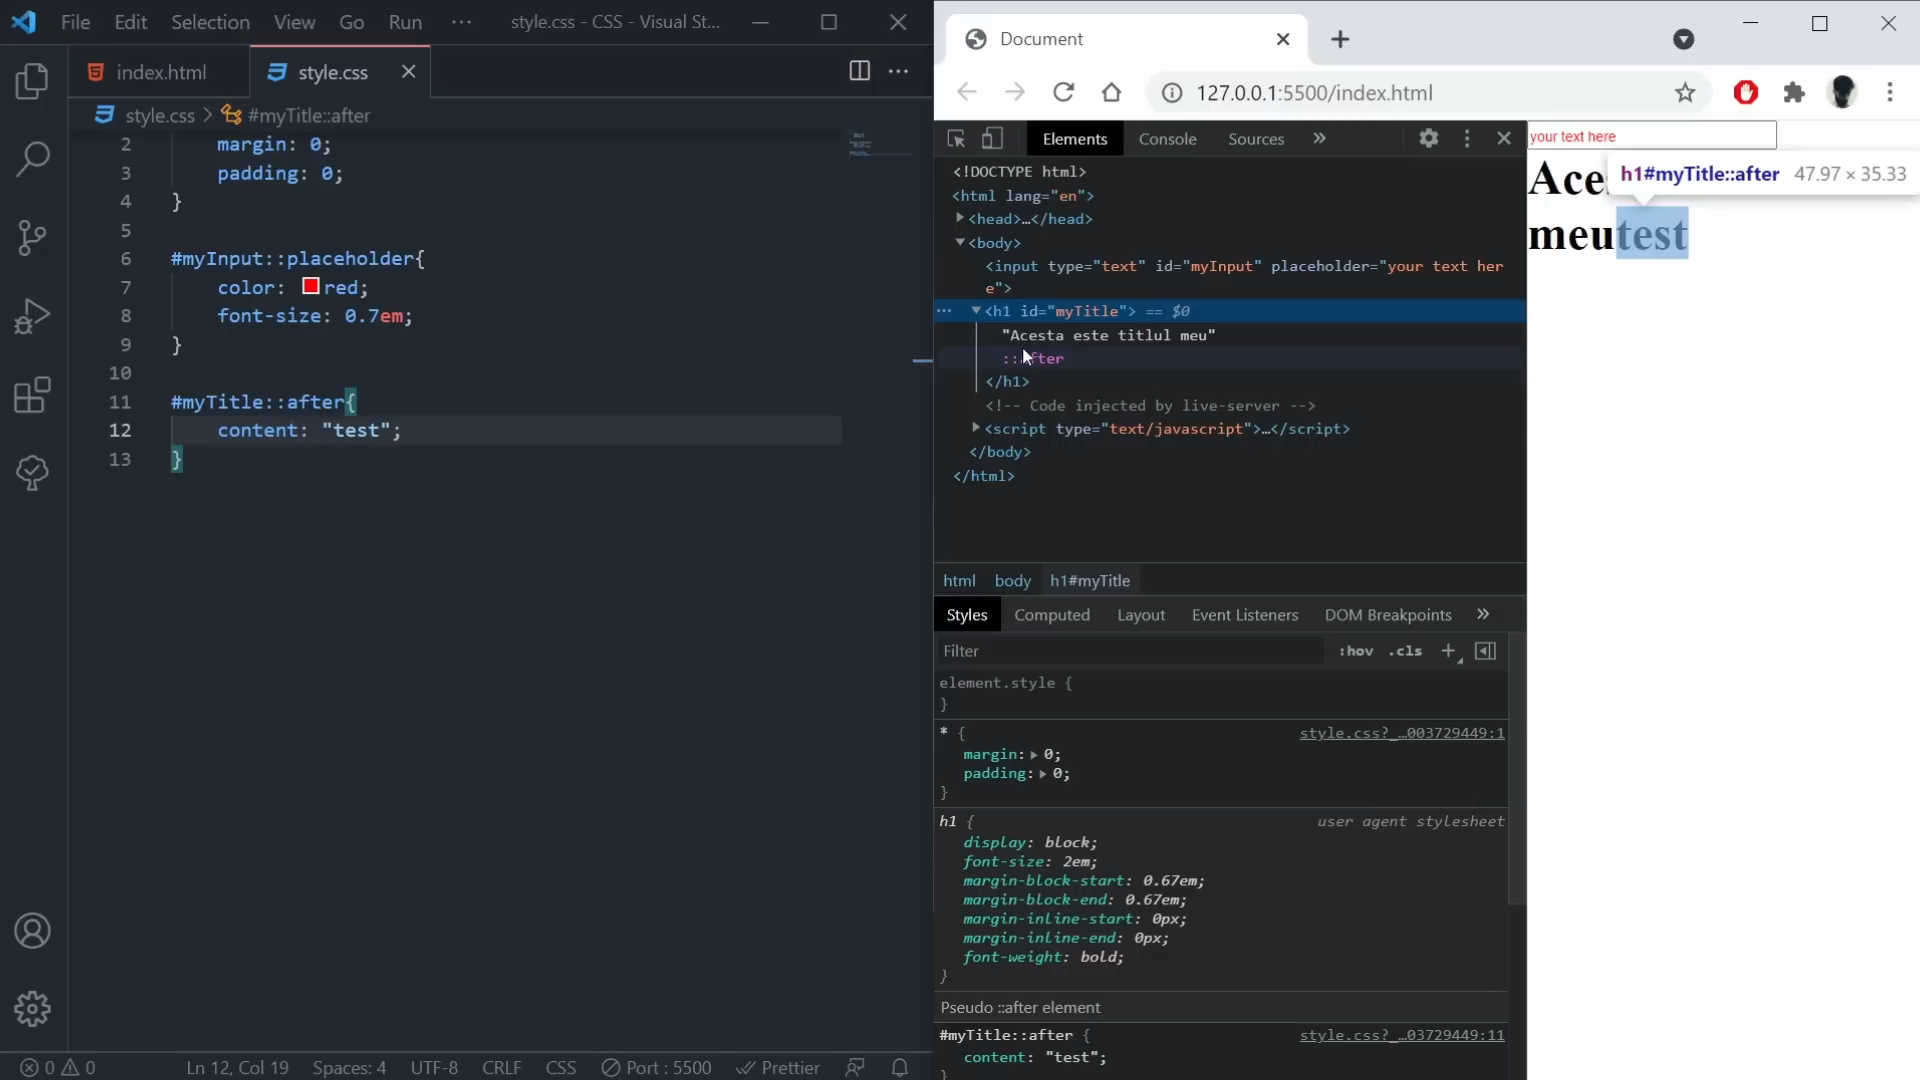 File Edit Selection View Go Run ··· style.css - CSS - Visual St...
index.html style.css
style.css > #myTitle::after
2 margin: 0;
3 padding: 0;
4 }
5
6 #myInput::placeholder{
7 color: red;
8 font-size: 0.7em;
9 }
10
11 #myTitle::after{
12 content: "test";
13 }
0 0 Ln 12, Col 19 Spaces: 4 UTF-8 CRLF CSS Port : 5500 Prettier
Document
127.0.0.1:5500/index.html
Elements Console Sources »
<!DOCTYPE html>
<html lang="en">
<head>…</head>
<body>
<input type="text" id="myInput" placeholder="your text her
e">
··· <h1 id="myTitle"> == $0
"Acesta este titlul meu"
::after
</h1>
<!-- Code injected by live-server -->
<script type="text/javascript">…</script>
</body>
</html>
html body h1#myTitle
Styles Computed Layout Event Listeners DOM Breakpoints »
Filter :hov .cls +
element.style {
}
* { style.css?_…003729449:1
margin: 0;
padding: 0;
}
h1 { user agent stylesheet
display: block;
font-size: 2em;
margin-block-start: 0.67em;
margin-block-end: 0.67em;
margin-inline-start: 0px;
margin-inline-end: 0px;
font-weight: bold;
}
Pseudo ::after element
#myTitle::after { style.css?_…03729449:11
content: "test";
}
your text here
h1#myTitle::after 47.97 × 35.33
Ace
meutest